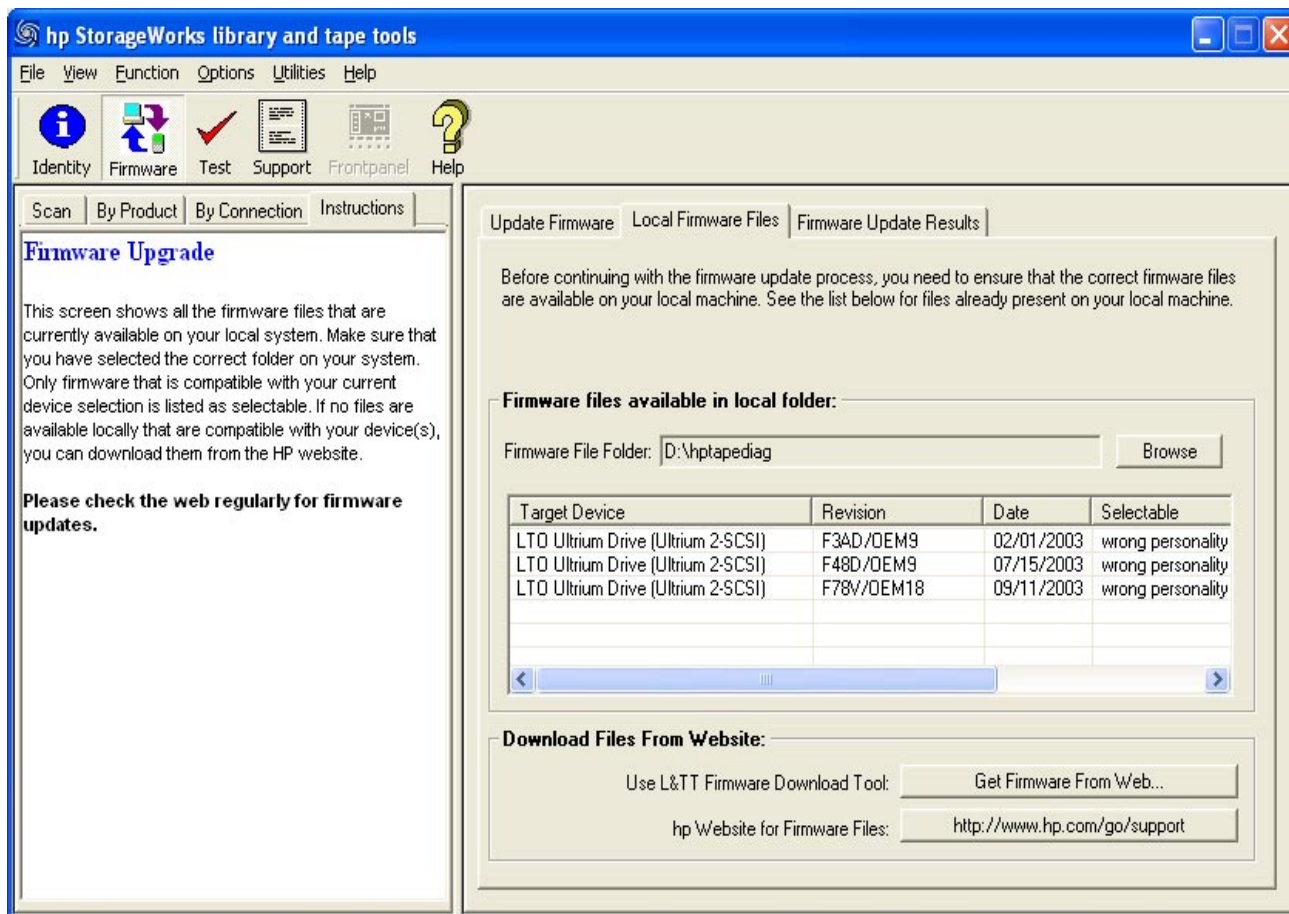 hp StorageWorks library and tape tools
File View Function Options Utilities Help
Identity Firmware Test Support Frontpanel Help
Scan By Product By Connection Instructions
Firmware Upgrade
This screen shows all the firmware files that are
currently available on your local system. Make sure that
you have selected the correct folder on your system.
Only firmware that is compatible with your current
device selection is listed as selectable. If no files are
available locally that are compatible with your device(s),
you can download them from the HP website.
Please check the web regularly for firmware
updates.
Update Firmware Local Firmware Files Firmware Update Results
Before continuing with the firmware update process, you need to ensure that the correct firmware files
are available on your local machine. See the list below for files already present on your local machine.
Firmware files available in local folder:
Firmware File Folder: D:\hptapediag Browse
Target Device Revision Date Selectable
LTO Ultrium Drive (Ultrium 2-SCSI) F3AD/OEM9 02/01/2003 wrong personality
LTO Ultrium Drive (Ultrium 2-SCSI) F48D/OEM9 07/15/2003 wrong personality
LTO Ultrium Drive (Ultrium 2-SCSI) F78V/OEM18 09/11/2003 wrong personality
Download Files From Website:
Use L&TT Firmware Download Tool: Get Firmware From Web...
hp Website for Firmware Files: http://www.hp.com/go/support